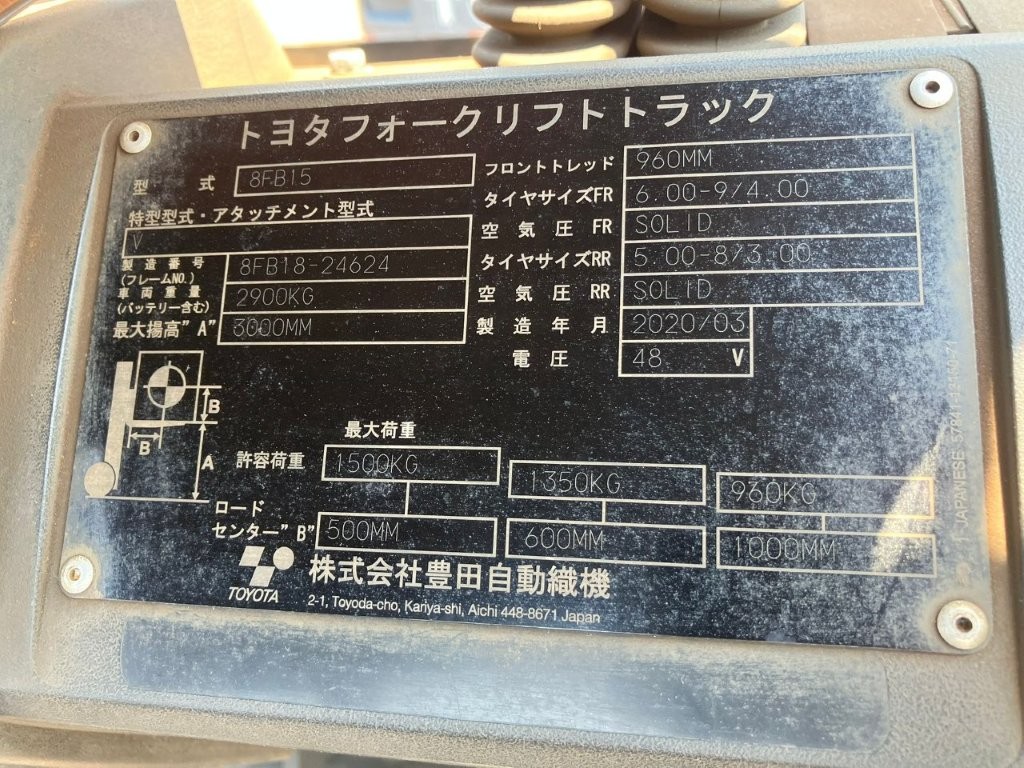 トヨタフォークリフトトラック
型式 8FB15
特型型式・アタッチメント型式
V
製造番号 (フレームNO.) 8FB18-24624
車両重量 (バッテリー含む) 2900KG
最大揚高"A" 3000MM
フロントトレッド 960MM
タイヤサイズFR 6.00-9/4.00
空気圧 FR SOLID
タイヤサイズRR 5.00-8/3.00
空気圧 RR SOLID
製造年月 2020/03
電圧 48 V
B
B
A
最大荷重
許容荷重 1500KG 1350KG 960KG
ロード
センター"B" 500MM 600MM 1000MM
TOYOTA
株式会社豊田自動織機
2-1, Toyoda-cho, Kariya-shi, Aichi 448-8671 Japan